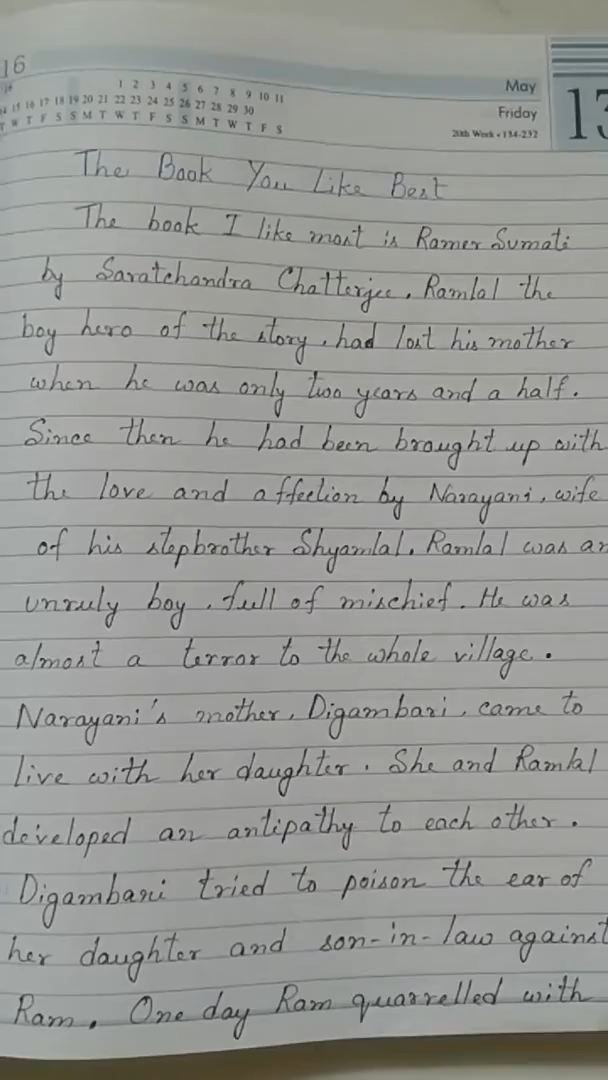 16
1 2 3 4 5 6 7 8 9 10 11
14 15 16 17 18 19 20 21 22 23 24 25 26 27 28 29 30
T W T F S S M T W T F S S M T W T F S
May
Friday
20th Week • 134-232
13
The Book You Like Best
The book I like most is Ramer Sumati
by Saratchandra Chatterjee. Ramlal the
boy hero of the story, had lost his mother
when he was only two years and a half.
Since then he had been brought up with
the love and affection by Narayani, wife
of his stepbrother Shyamlal. Ramlal was an
unruly boy, full of mischief. He was
almost a terror to the whole village.
Narayani's mother, Digambari, came to
live with her daughter. She and Ramlal
developed an antipathy to each other.
Digambari tried to poison the ear of
her daughter and son-in-law against
Ram. One day Ram quarrelled with